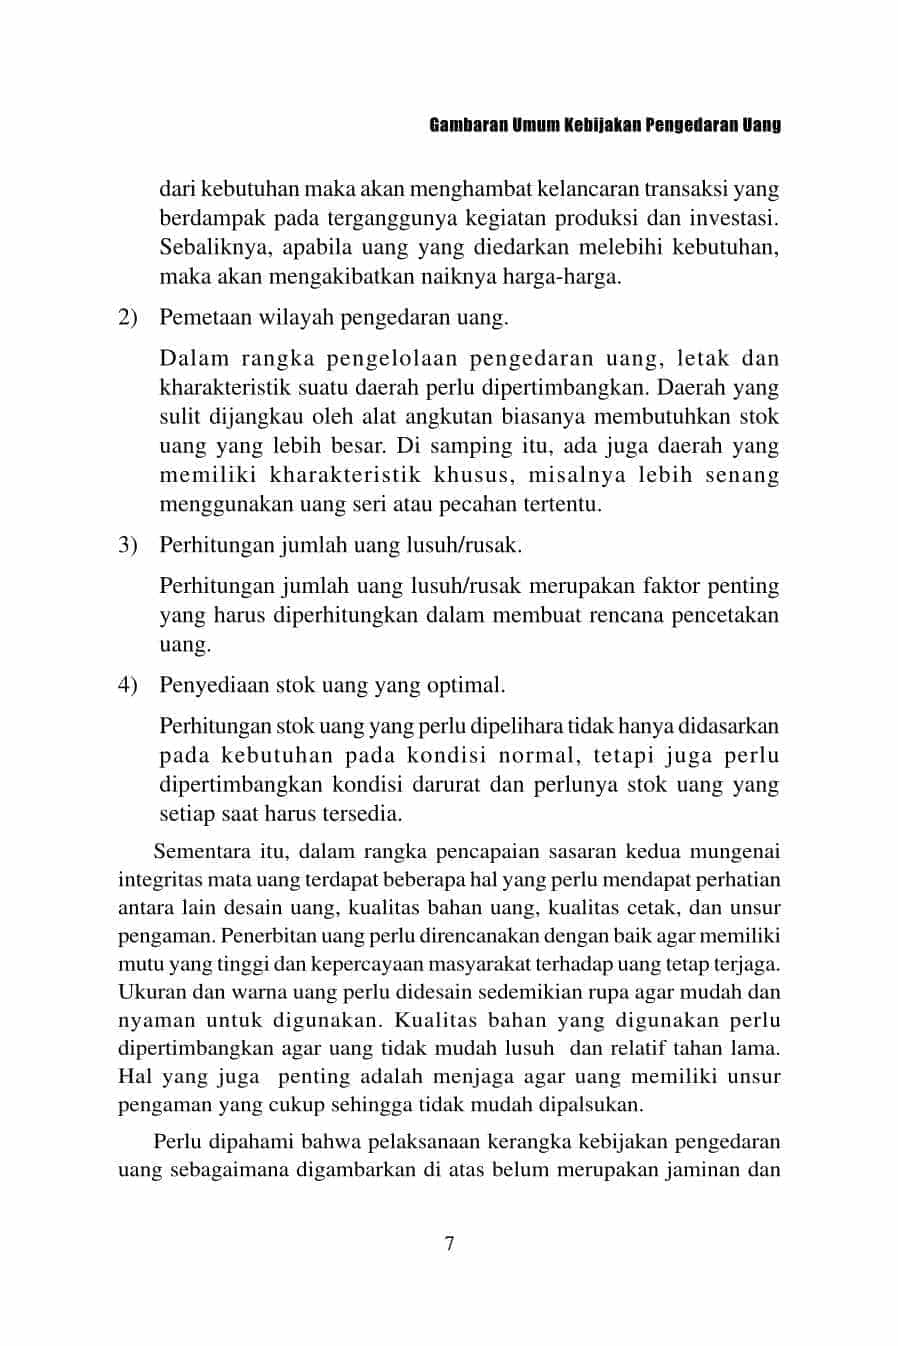 Gambaran Umum Kebijakan Pengedaran Uang
dari kebutuhan maka akan menghambat kelancaran transaksi yang
berdampak pada terganggunya kegiatan produksi dan investasi.
Sebaliknya, apabila uang yang diedarkan melebihi kebutuhan,
maka akan mengakibatkan naiknya harga-harga.
2) Pemetaan wilayah pengedaran uang.
Dalam rangka pengelolaan pengedaran uang, letak dan
kharakteristik suatu daerah perlu dipertimbangkan. Daerah yang
sulit dijangkau oleh alat angkutan biasanya membutuhkan stok
uang yang lebih besar. Di samping itu, ada juga daerah yang
memiliki kharakteristik khusus, misalnya lebih senang
menggunakan uang seri atau pecahan tertentu.
3) Perhitungan jumlah uang lusuh/rusak.
Perhitungan jumlah uang lusuh/rusak merupakan faktor penting
yang harus diperhitungkan dalam membuat rencana pencetakan
uang.
4) Penyediaan stok uang yang optimal.
Perhitungan stok uang yang perlu dipelihara tidak hanya didasarkan
pada kebutuhan pada kondisi normal, tetapi juga perlu
dipertimbangkan kondisi darurat dan perlunya stok uang yang
setiap saat harus tersedia.
Sementara itu, dalam rangka pencapaian sasaran kedua mungenai
integritas mata uang terdapat beberapa hal yang perlu mendapat perhatian
antara lain desain uang, kualitas bahan uang, kualitas cetak, dan unsur
pengaman. Penerbitan uang perlu direncanakan dengan baik agar memiliki
mutu yang tinggi dan kepercayaan masyarakat terhadap uang tetap terjaga.
Ukuran dan warna uang perlu didesain sedemikian rupa agar mudah dan
nyaman untuk digunakan. Kualitas bahan yang digunakan perlu
dipertimbangkan agar uang tidak mudah lusuh dan relatif tahan lama.
Hal yang juga penting adalah menjaga agar uang memiliki unsur
pengaman yang cukup sehingga tidak mudah dipalsukan.
Perlu dipahami bahwa pelaksanaan kerangka kebijakan pengedaran
uang sebagaimana digambarkan di atas belum merupakan jaminan dan
7